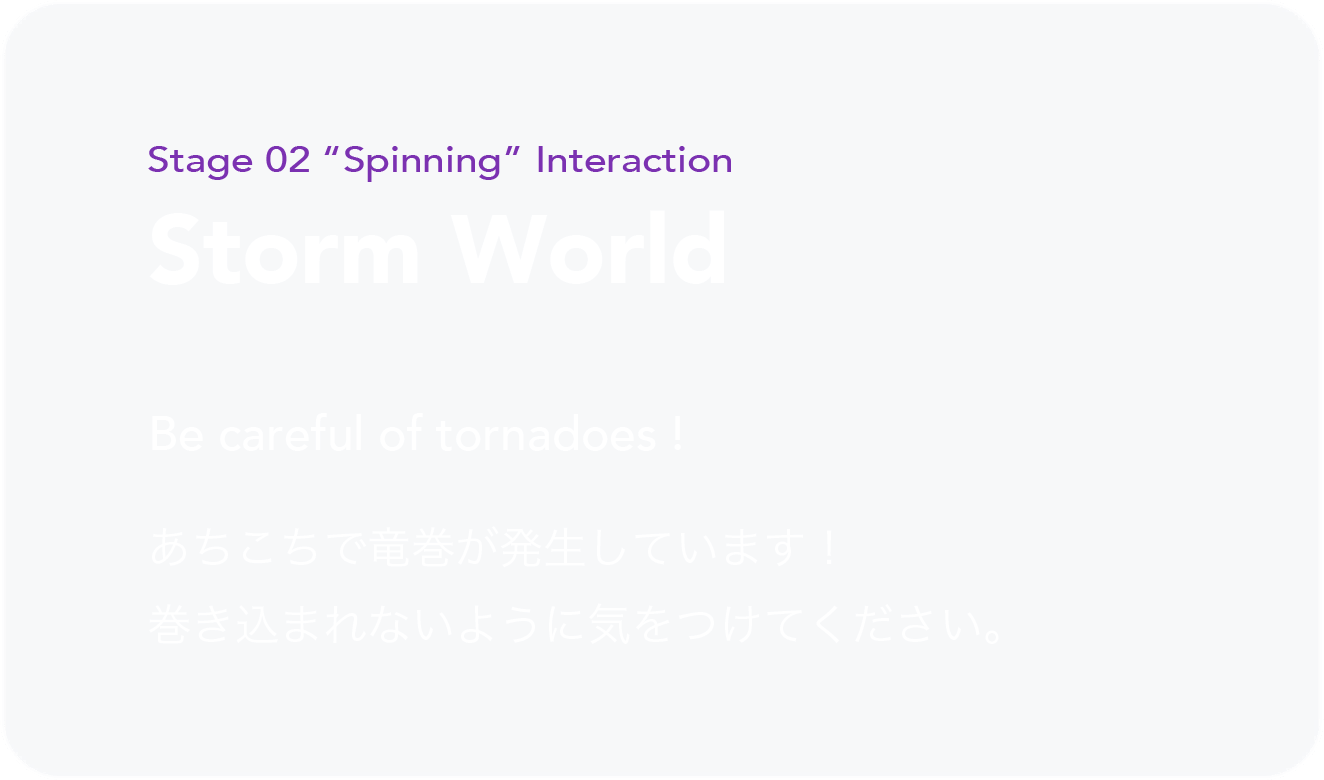 Stage 02 “Spinning” Interaction
Storm World
Be careful of tornadoes !
あちこちで竜巻が発生しています！
巻き込まれないように気をつけてください。